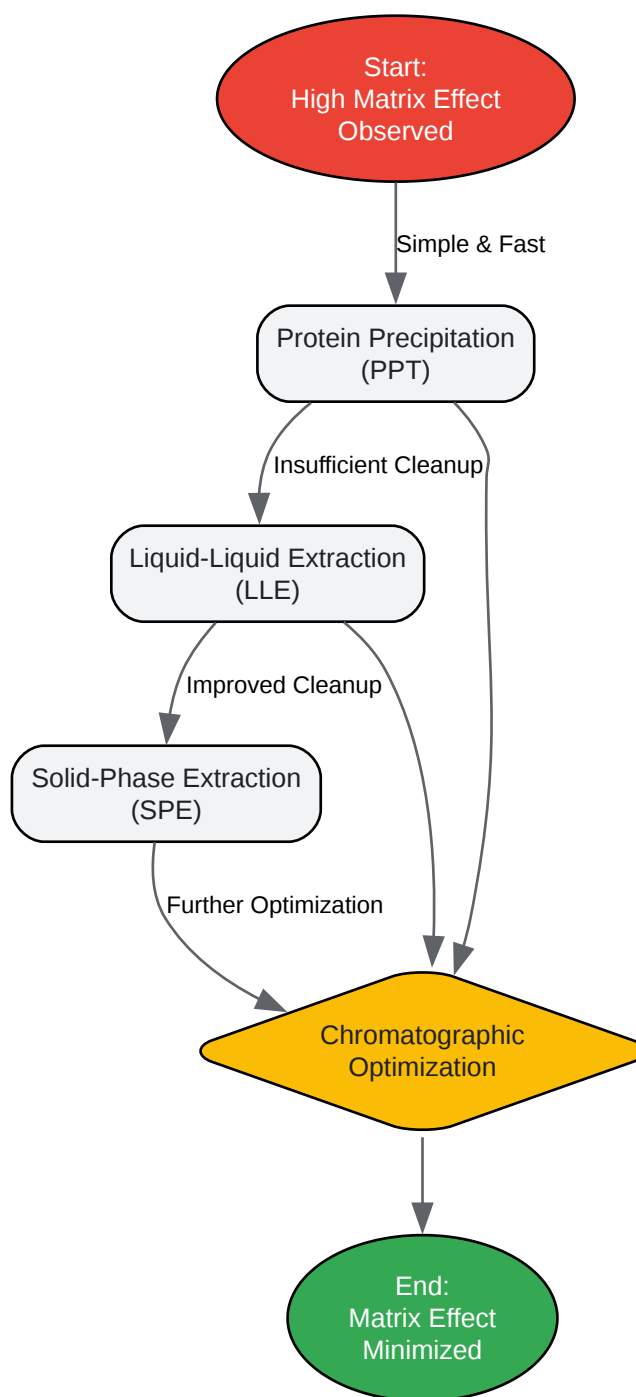 Start:
High Matrix Effect
Observed
Simple & Fast
Protein Precipitation
(PPT)
Insufficient Cleanup
Liquid-Liquid Extraction
(LLE)
Improved Cleanup
Solid-Phase Extraction
(SPE)
Further Optimization
Chromatographic
Optimization
End:
Matrix Effect
Minimized